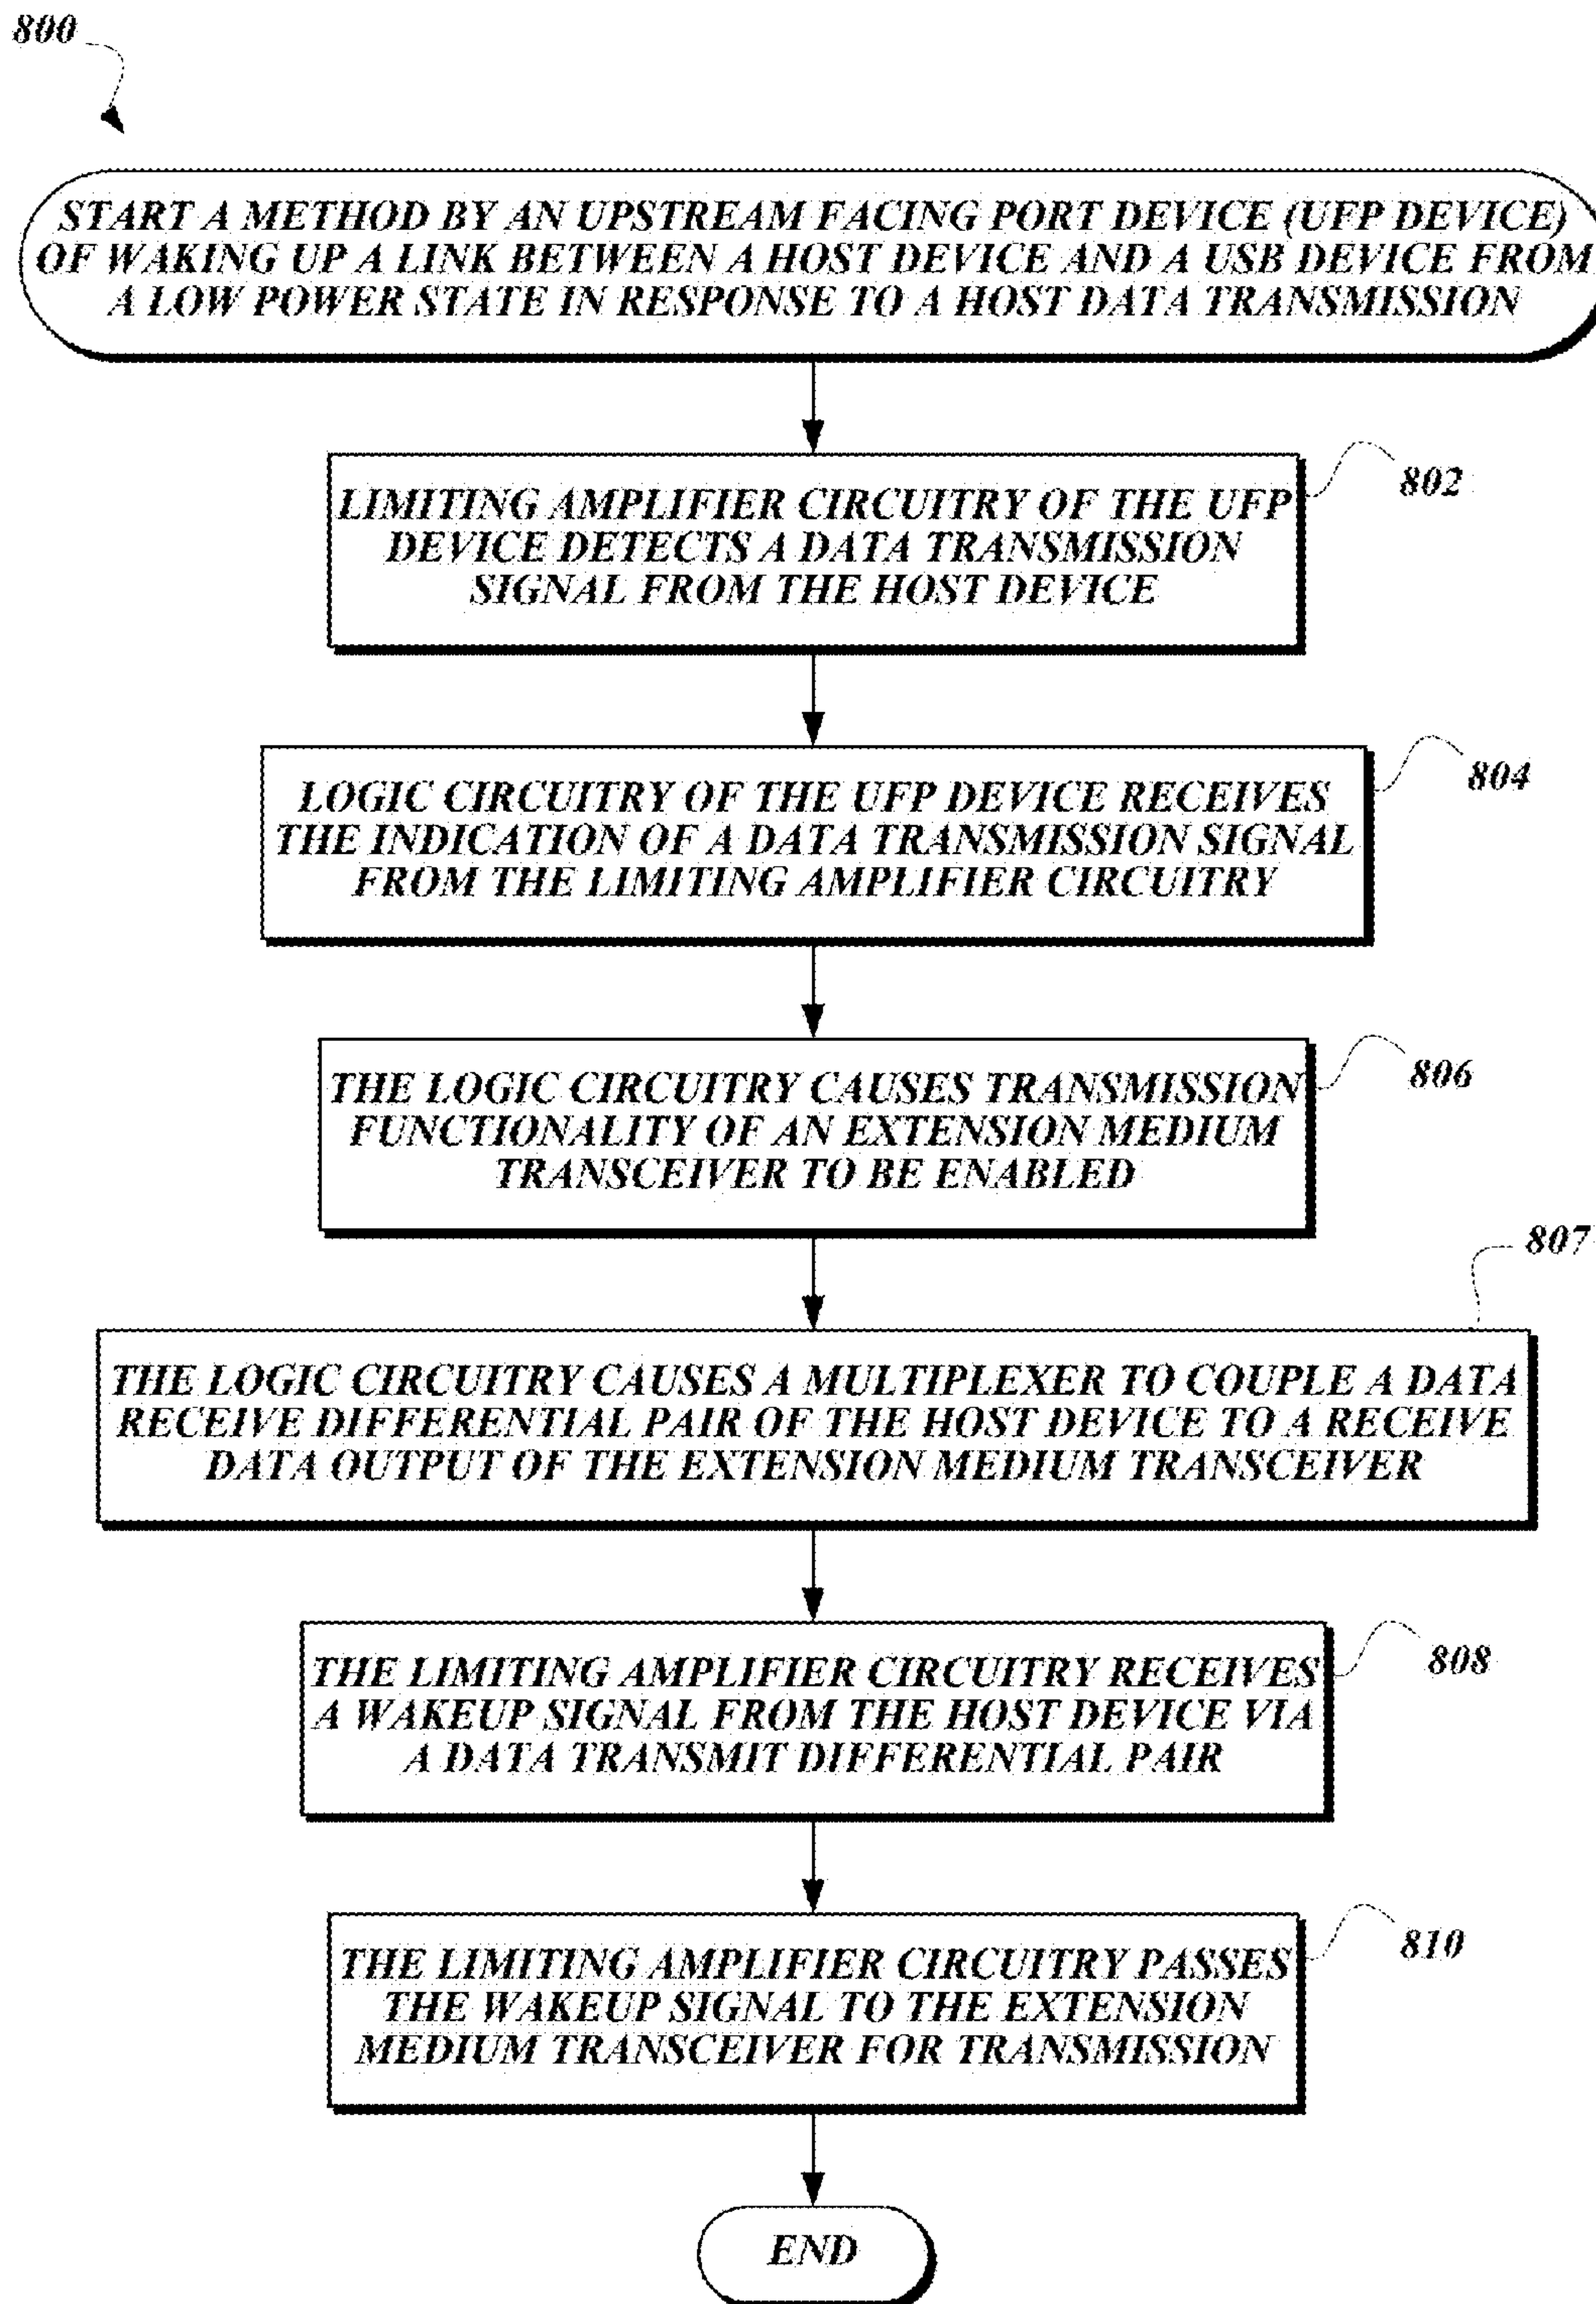 800
START A METHOD BY AN UPSTREAM FACING PORT DEVICE (UFP DEVICE)
OF WAKING UP A LINK BETWEEN A HOST DEVICE AND A USB DEVICE FROM
A LOW POWER STATE IN RESPONSE TO A HOST DATA TRANSMISSION
802
LIMITING AMPLIFIER CIRCUITRY OF THE UFP
DEVICE DETECTS A DATA TRANSMISSION
SIGNAL FROM THE HOST DEVICE
804
LOGIC CIRCUITRY OF THE UFP DEVICE RECEIVES
THE INDICATION OF A DATA TRANSMISSION SIGNAL
FROM THE LIMITING AMPLIFIER CIRCUITRY
806
THE LOGIC CIRCUITRY CAUSES TRANSMISSION
FUNCTIONALITY OF AN EXTENSION MEDIUM
TRANSCEIVER TO BE ENABLED
807
THE LOGIC CIRCUITRY CAUSES A MULTIPLEXER TO COUPLE A DATA
RECEIVE DIFFERENTIAL PAIR OF THE HOST DEVICE TO A RECEIVE
DATA OUTPUT OF THE EXTENSION MEDIUM TRANSCEIVER
808
THE LIMITING AMPLIFIER CIRCUITRY RECEIVES
A WAKEUP SIGNAL FROM THE HOST DEVICE VIA
A DATA TRANSMIT DIFFERENTIAL PAIR
810
THE LIMITING AMPLIFIER CIRCUITRY PASSES
THE WAKEUP SIGNAL TO THE EXTENSION
MEDIUM TRANSCEIVER FOR TRANSMISSION
END